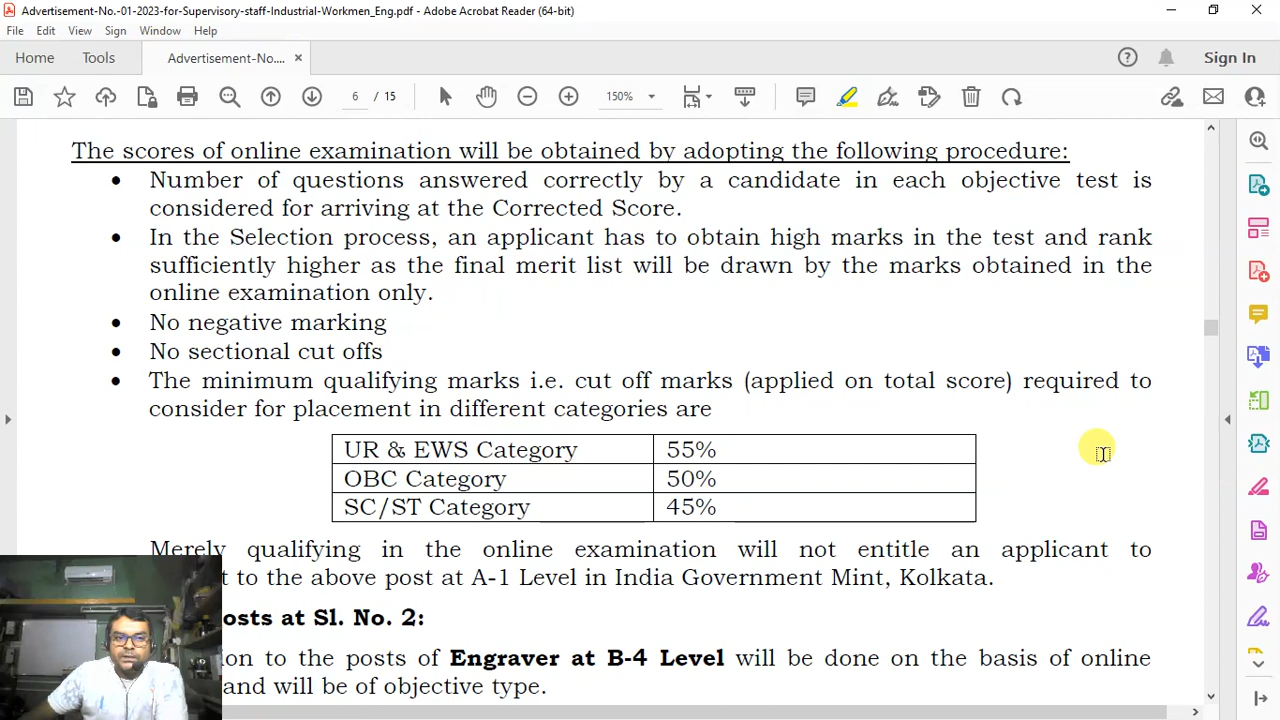 Advertisement-No.-01-2023-for-Supervisory-staff-Industrial-Workmen_Eng.pdf - Adobe Acrobat Reader (64-bit)
File Edit View Sign Window Help
Home Tools Advertisement-No.... × Sign In
6 / 15 150%
The scores of online examination will be obtained by adopting the following procedure:
• Number of questions answered correctly by a candidate in each objective test is
considered for arriving at the Corrected Score.
• In the Selection process, an applicant has to obtain high marks in the test and rank
sufficiently higher as the final merit list will be drawn by the marks obtained in the
online examination only.
• No negative marking
• No sectional cut offs
• The minimum qualifying marks i.e. cut off marks (applied on total score) required to
consider for placement in different categories are
UR & EWS Category 55%
OBC Category 50%
SC/ST Category 45%
Merely qualifying in the online examination will not entitle an applicant to
to the above post at A-1 Level in India Government Mint, Kolkata.
osts at Sl. No. 2:
on to the posts of Engraver at B-4 Level will be done on the basis of online
and will be of objective type.